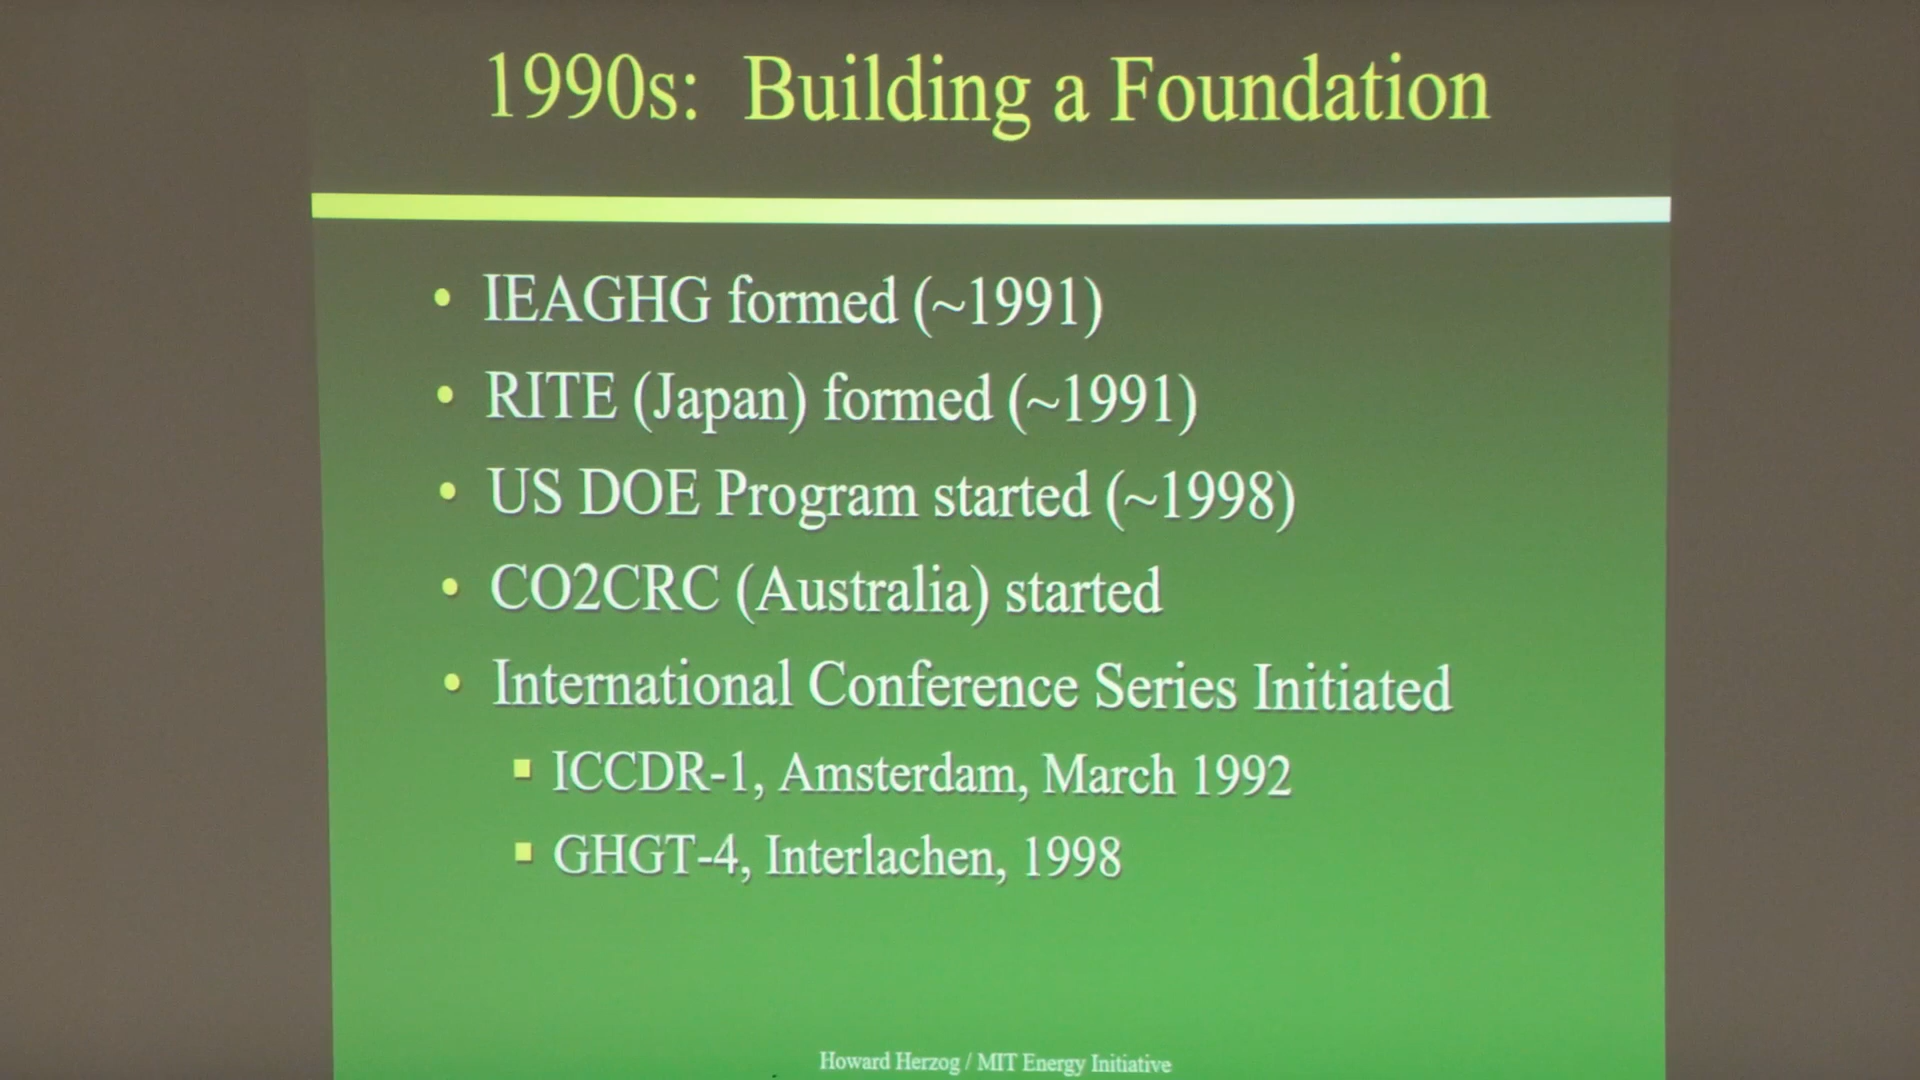 1990s: Building a Foundation
• IEAGHG formed (~1991)
• RITE (Japan) formed (~1991)
• US DOE Program started (~1998)
• CO2CRC (Australia) started
• International Conference Series Initiated
▪ ICCDR-1, Amsterdam, March 1992
▪ GHGT-4, Interlachen, 1998
Howard Herzog / MIT Energy Initiative